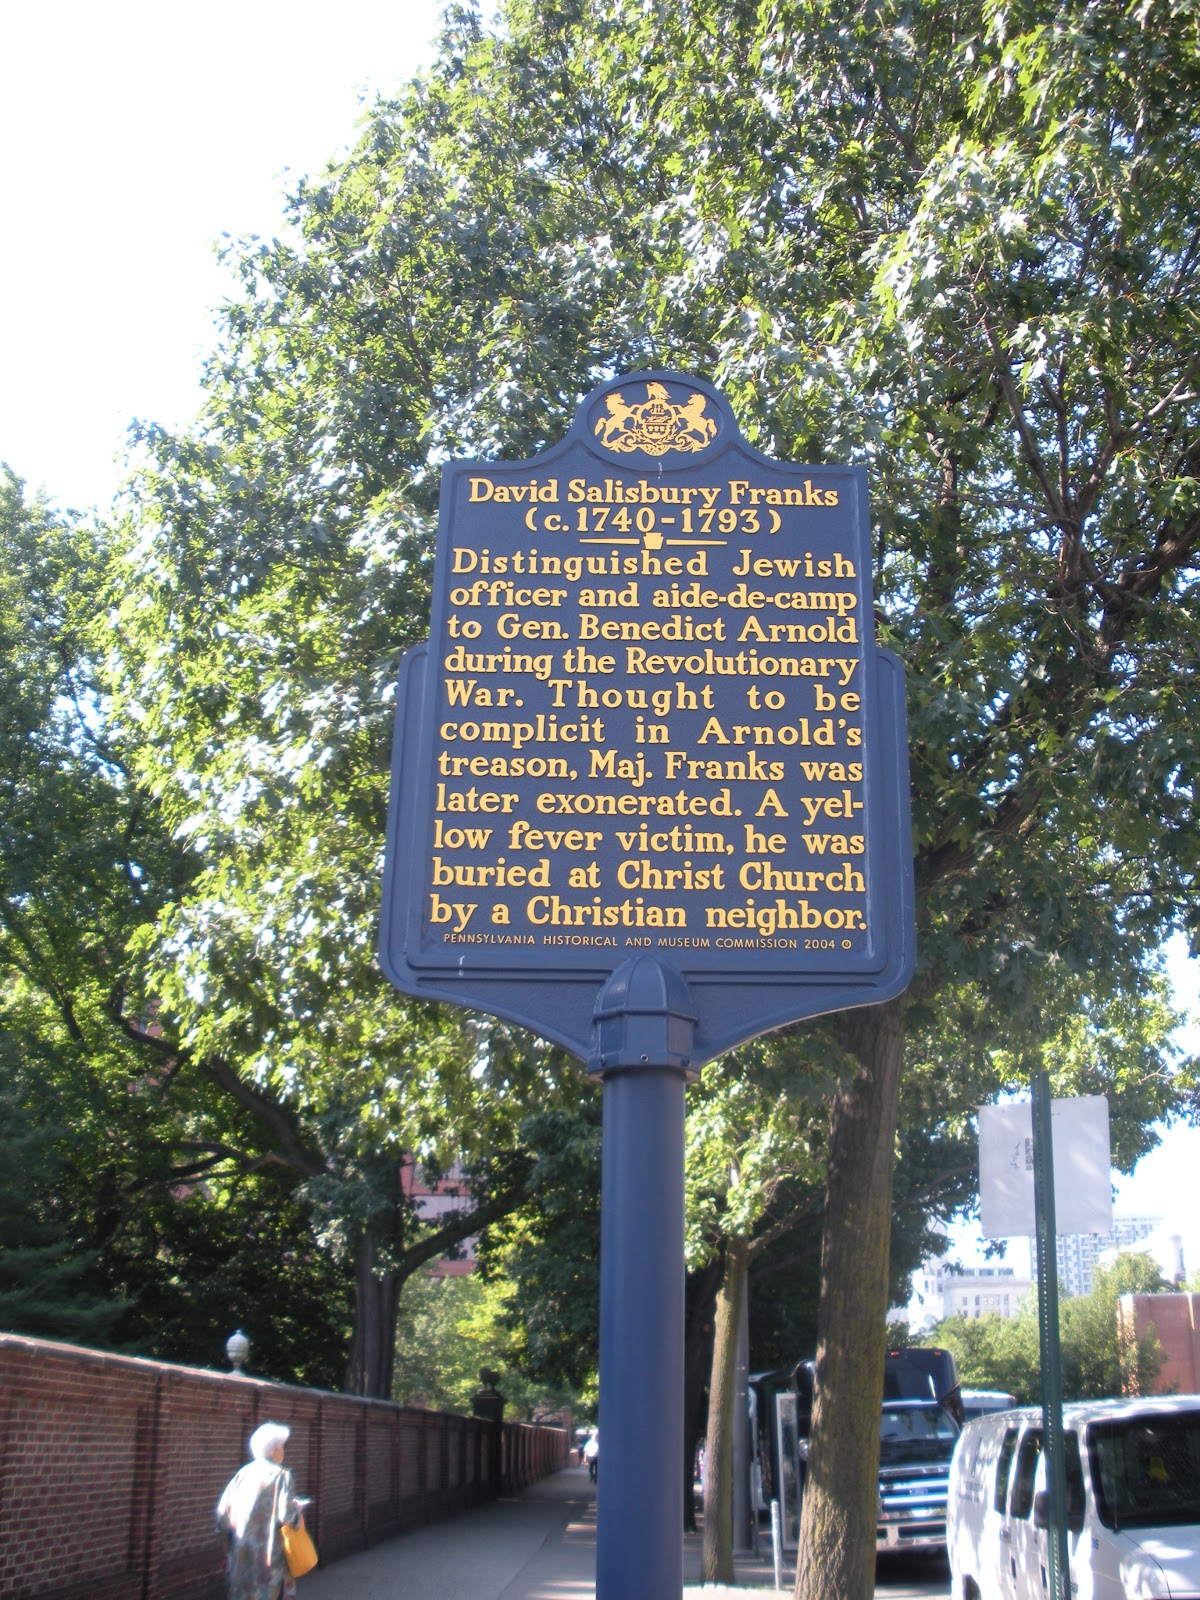 David Salisbury Franks
(c. 1740-1793)
Distinguished Jewish
officer and aide-de-camp
to Gen. Benedict Arnold
during the Revolutionary
War. Thought to be
complicit in Arnold's
treason, Maj. Franks was
later exonerated. A yel-
low fever victim, he was
buried at Christ Church
by a Christian neighbor.
PENNSYLVANIA HISTORICAL AND MUSEUM COMMISSION 2004